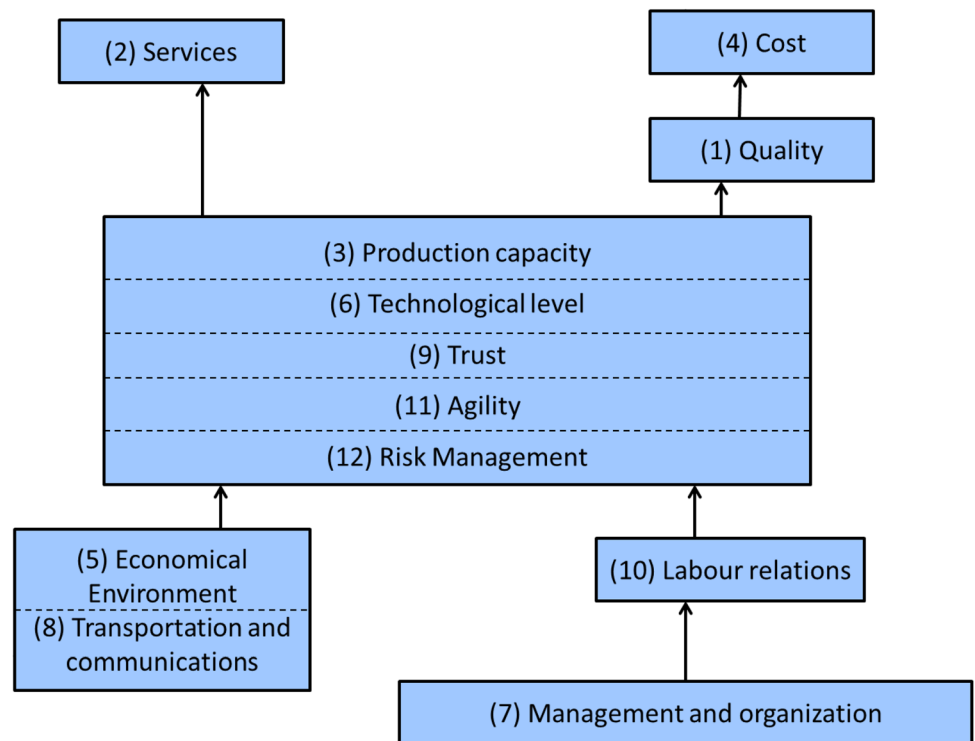 (2) Services
(4) Cost
(1) Quality
(3) Production capacity
(6) Technological level
(9) Trust
(11) Agility
(12) Risk Management
(5) Economical
Environment
(8) Transportation and
communications
(10) Labour relations
(7) Management and organization